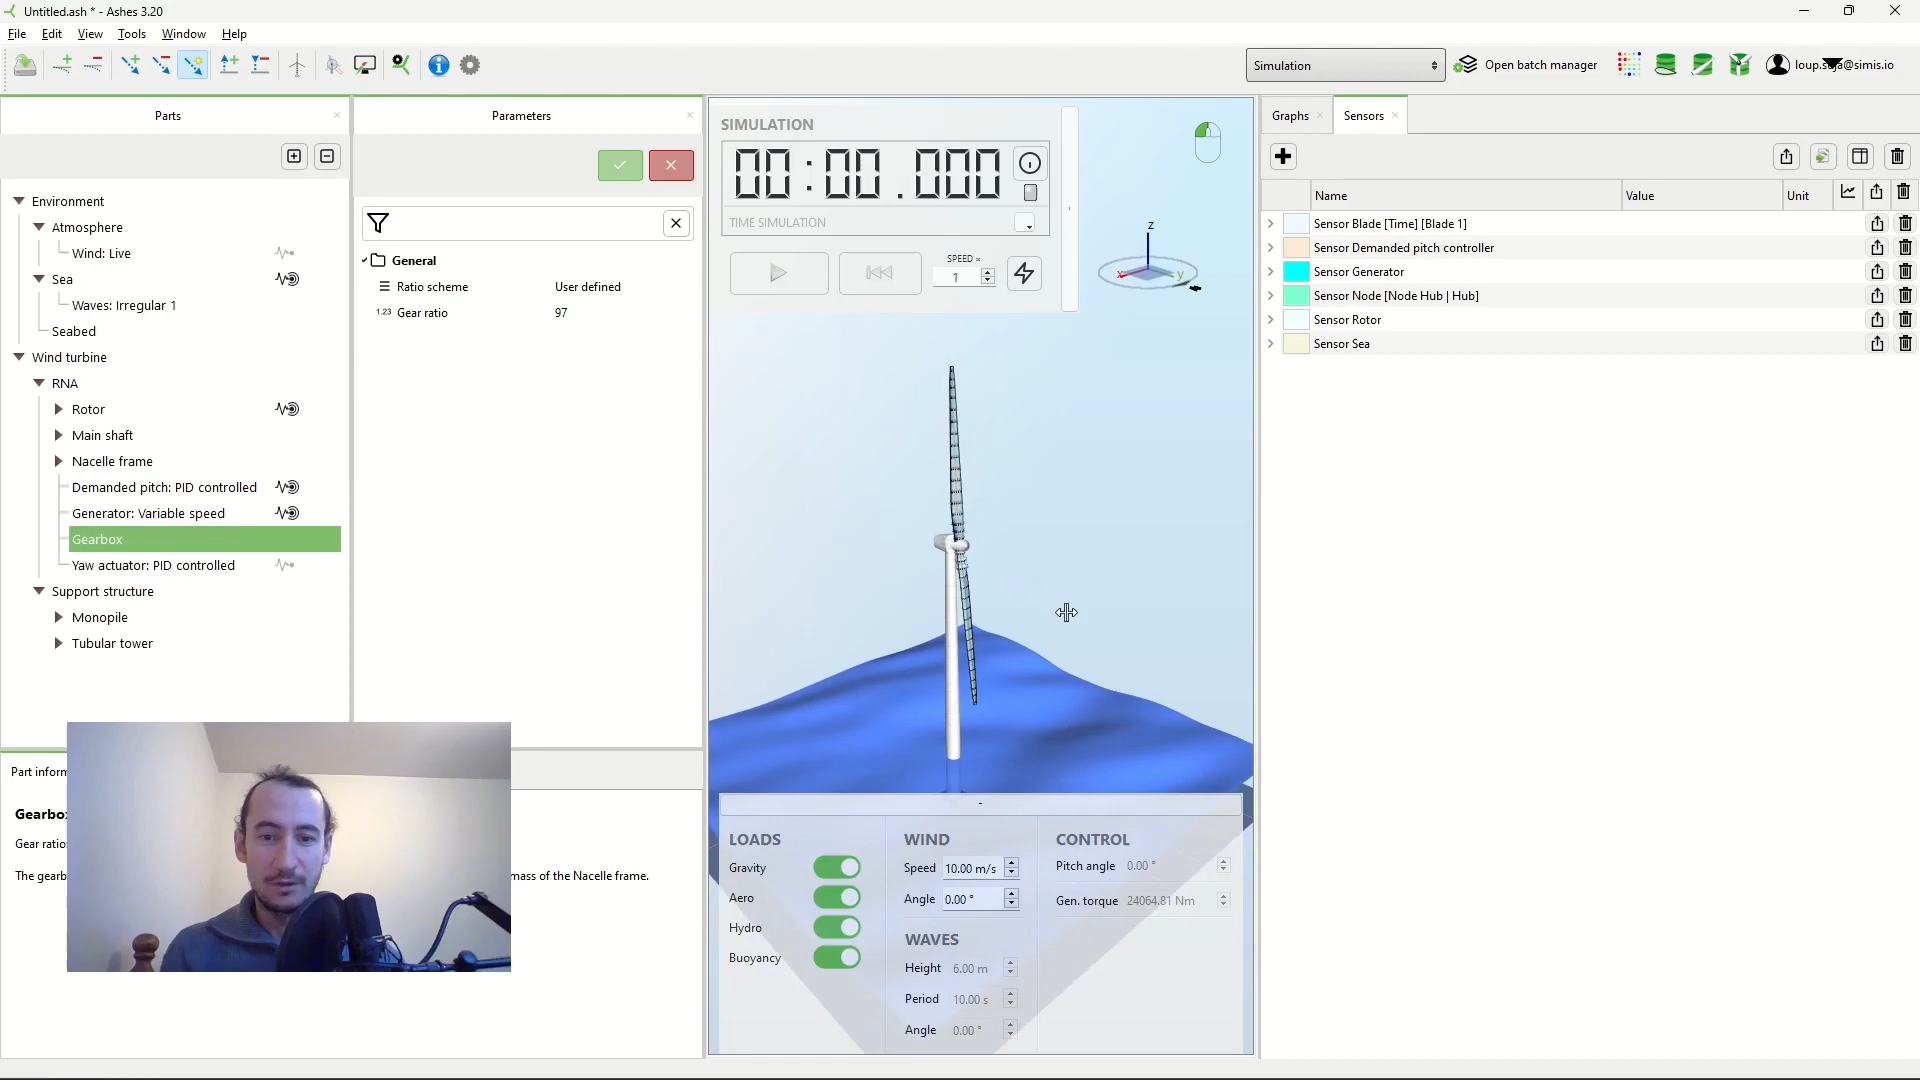 Untitled.ash * - Ashes 3.20
File Edit View Tools Window Help
Simulation
Open batch manager
Parts
Parameters
SIMULATION
00:00.000
TIME SIMULATION
SPEED ×
1
z
x
y
Graphs
Sensors
Name Value Unit
Sensor Blade [Time] [Blade 1]
Sensor Demanded pitch controller
Sensor Generator
Sensor Node [Node Hub | Hub]
Sensor Rotor
Sensor Sea
Environment
Atmosphere
Wind: Live
Sea
Waves: Irregular 1
Seabed
Wind turbine
RNA
Rotor
Main shaft
Nacelle frame
Demanded pitch: PID controlled
Generator: Variable speed
Gearbox
Yaw actuator: PID controlled
Support structure
Monopile
Tubular tower
General
Ratio scheme User defined
1.23 Gear ratio 97
Part
Gear ratio
The
mass of the Nacelle frame.
LOADS
Gravity
Aero
Hydro
Buoyancy
WIND
Speed 10.00 m/s
Angle 0.00 °
WAVES
Height 6.00 m
Period 10.00 s
Angle 0.00 °
CONTROL
Pitch angle 0.00 °
Gen. torque 24064.81 Nm